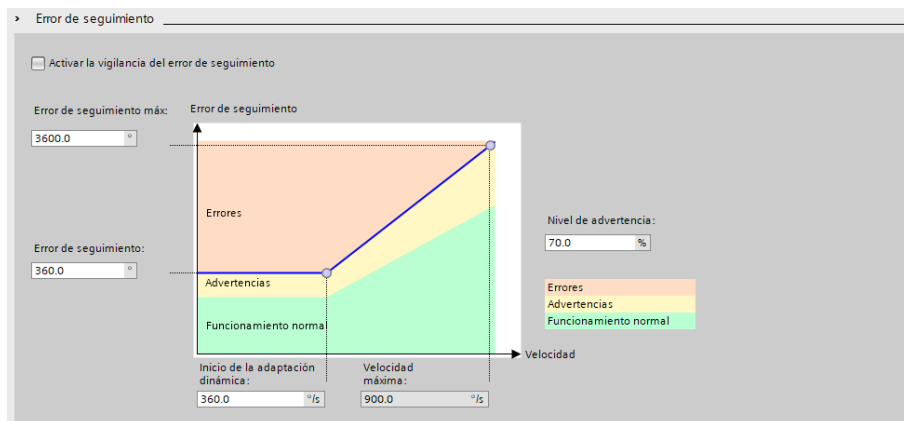 Error de seguimiento
Activar la vigilancia del error de seguimiento
Error de seguimiento máx:
3600.0 °
Error de seguimiento
Errores
Nivel de advertencia:
70.0 %
Error de seguimiento:
360.0 °
Advertencias
Funcionamiento normal
Errores
Advertencias
Funcionamiento normal
Velocidad
Inicio de la adaptación
dinámica:
360.0 °/s
Velocidad
máxima:
900.0 °/s